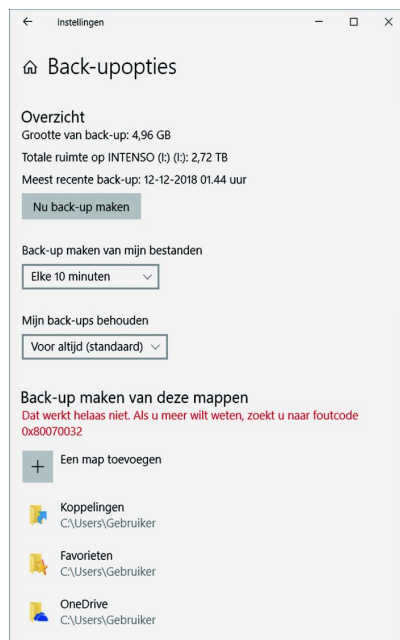 Instellingen
Back-upopties
Overzicht
Grootte van back-up: 4,96 GB
Totale ruimte op INTENSO (I:) (I:): 2,72 TB
Meest recente back-up: 12-12-2018 01.44 uur
Nu back-up maken
Back-up maken van mijn bestanden
Elke 10 minuten
Mijn back-ups behouden
Voor altijd (standaard)
Back-up maken van deze mappen
Dat werkt helaas niet. Als u meer wilt weten, zoekt u naar foutcode
0x80070032
Een map toevoegen
Koppelingen
C:\Users\Gebruiker
Favorieten
C:\Users\Gebruiker
OneDrive
C:\Users\Gebruiker